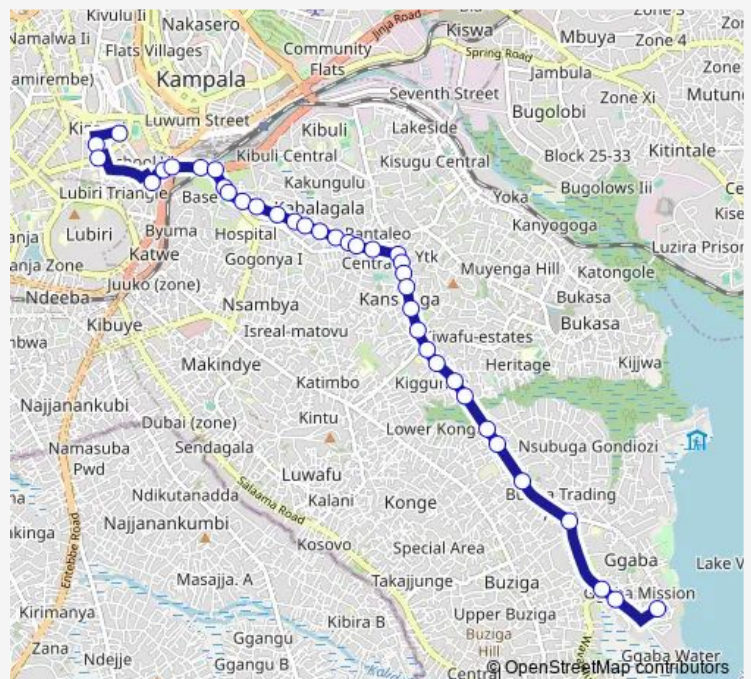 Kivulu Ii
Nakasero
Jinja Road
Kiswa
Mbuya
Zone 4
Namalwa Ii
Flats Villages
Community
Flats
Spring Road
Jambula
Zone
amirembe)
Kampala
Seventh Street
Zone Xi
Mutun
Bugolobi
Luwum Street
Kibuli
Lakeside
Kitintale
Kibuli Central
Kisugu Central
Block 25-33
Lubiri Triangle
Base
Kakungulu
Bugolows Iii
Yoka
Kabalagala
Kanyogoga
Lubiri
Byuma
Hospital
Pantaleo
Luzira Prison
Katwe
Gogonya I
Central
Ytk
Muyenga Hill
Katongole
anja Zone
Juuko (zone)
Ndeeba
Nsambya
Bukasa
Kibuye
Isreal-matovu
iwafu-estates
Bukasa
Makindye
Heritage
Kijjwa
Katimbo
Najjanankubi
Kintu
Dubai (zone)
Lower Kong
Nsubuga Gondiozi
Namasuba
Pwd
Sendagala
Luwafu
Ndikutanadda
Salaama Road
Kalani
Konge
Trading
Najjanankumbi
Kosovo
Special Area
Entebbe Road
Ggaba
Lake V
Masajja. A
Takajjunge
Buziga
Mission
Kirimanya
Kibira B
Upper Buziga
Ggangu
Buziga
Hill
Zana
Ndejje
Ggangu B
Central
Ggaba Water
© OpenStreetMap contributors